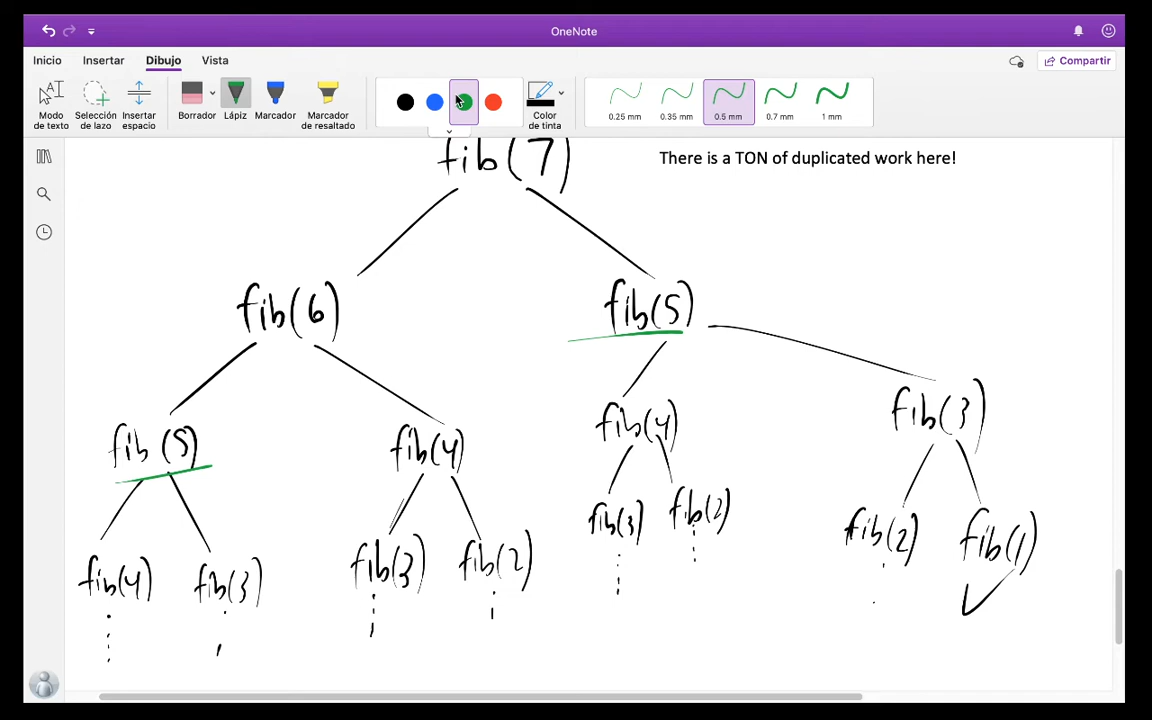 OneNote
Inicio Insertar Dibujo Vista
Compartir
Modo de texto
Selección de lazo
Insertar espacio
Borrador
Lápiz
Marcador
Marcador de resaltado
Color de tinta
0.25 mm
0.35 mm
0.5 mm
0.7 mm
1 mm
fib(7)
There is a TON of duplicated work here!
fib(6)
fib(5)
fib(5)
fib(4)
fib(4)
fib(3)
fib(4)
fib(3)
fib(3)
fib(2)
fib(3)
fib(2)
fib(2)
fib(1)